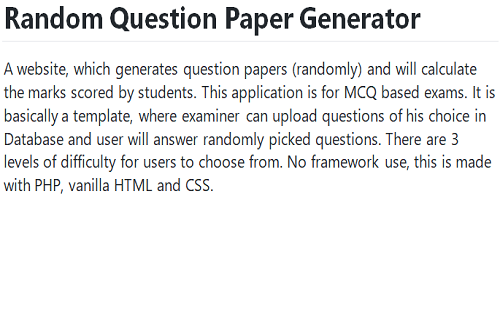 Random Question Paper Generator
A website, which generates question papers (randomly) and will calculate
the marks scored by students. This application is for MCQ based exams. It is
basically a template, where examiner can upload questions of his choice in
Database and user will answer randomly picked questions. There are 3
levels of difficulty for users to choose from. No framework use, this is made
with PHP, vanilla HTML and CSS.